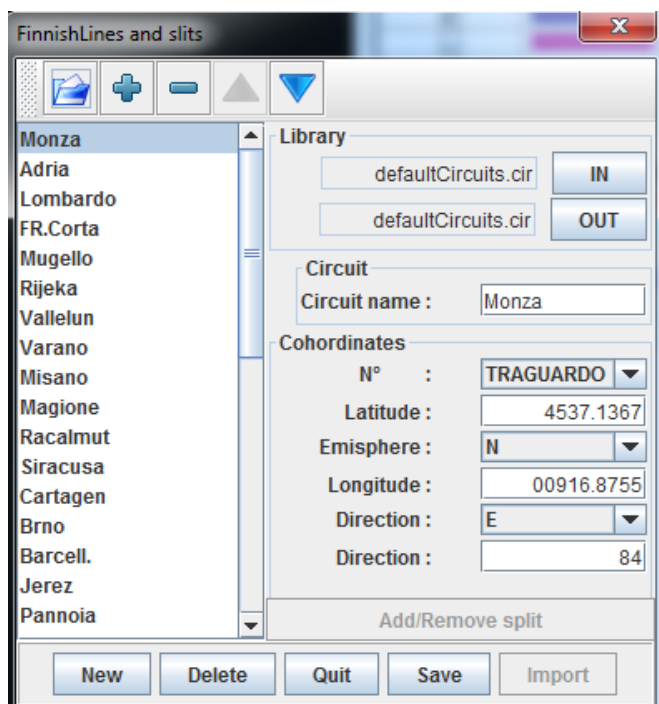 FinnishLines and slits
Monza
Adria
Lombardo
FR.Corta
Mugello
Rijeka
Vallelun
Varano
Misano
Magione
Racalmut
Siracusa
Cartagen
Brno
Barcell.
Jerez
Pannoia
Library
defaultCircuits.cir IN
defaultCircuits.cir OUT
Circuit
Circuit name : Monza
Cohordinates
N° : TRAGUARDO
Latitude : 4537.1367
Emisphere : N
Longitude : 00916.8755
Direction : E
Direction : 84
Add/Remove split
New Delete Quit Save Import